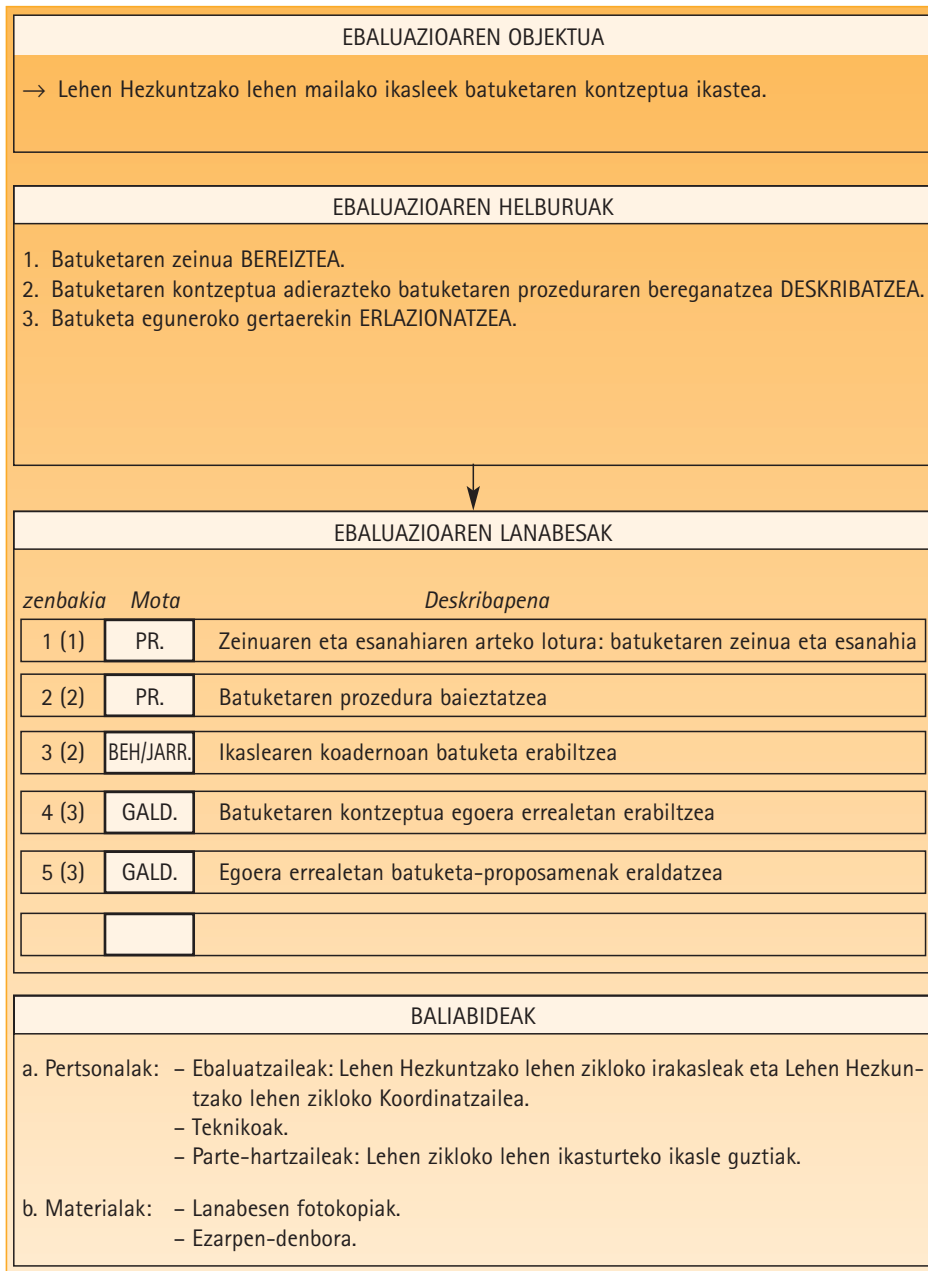 EBALUAZIOAREN OBJEKTUA
→ Lehen Hezkuntzako lehen mailako ikasleek batuketaren kontzeptua ikastea.
EBALUAZIOAREN HELBURUAK
1. Batuketaren zeinua BEREIZTEA.
2. Batuketaren kontzeptua adierazteko batuketaren prozeduraren bereganatzea DESKRIBATZEA.
3. Batuketa eguneroko gertaerekin ERLAZIONATZEA.
EBALUAZIOAREN LANABESAK
zenbakia Mota Deskribapena
1 (1) PR. Zeinuaren eta esanahiaren arteko lotura: batuketaren zeinua eta esanahia
2 (2) PR. Batuketaren prozedura baieztatzea
3 (2) BEH/JARR. Ikaslearen koadernoan batuketa erabiltzea
4 (3) GALD. Batuketaren kontzeptua egoera errealetan erabiltzea
5 (3) GALD. Egoera errealetan batuketa-proposamenak eraldatzea
BALIABIDEAK
a. Pertsonalak: – Ebaluatzaileak: Lehen Hezkuntzako lehen zikloko irakasleak eta Lehen Hezkun-
tzako lehen zikloko Koordinatzailea.
– Teknikoak.
– Parte-hartzaileak: Lehen zikloko lehen ikasturteko ikasle guztiak.
b. Materialak: – Lanabesen fotokopiak.
– Ezarpen-denbora.